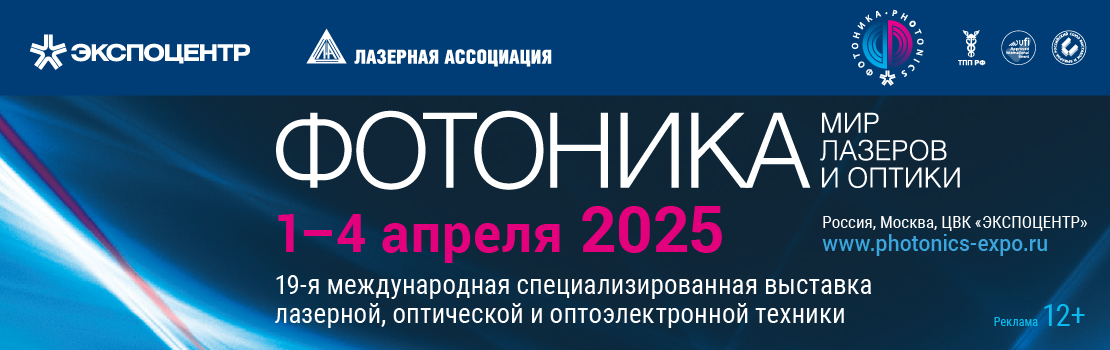 ЭКСПОЦЕНТР
ЛАЗЕРНАЯ АССОЦИАЦИЯ
ФОТОНИКА · PHOTONICS
ТПП РФ
ufi
ФОТОНИКА
МИР
ЛАЗЕРОВ
И ОПТИКИ
1–4 апреля 2025
Россия, Москва, ЦВК «ЭКСПОЦЕНТР»
www.photonics-expo.ru
19-я международная специализированная выставка
лазерной, оптической и оптоэлектронной техники
Реклама 12+